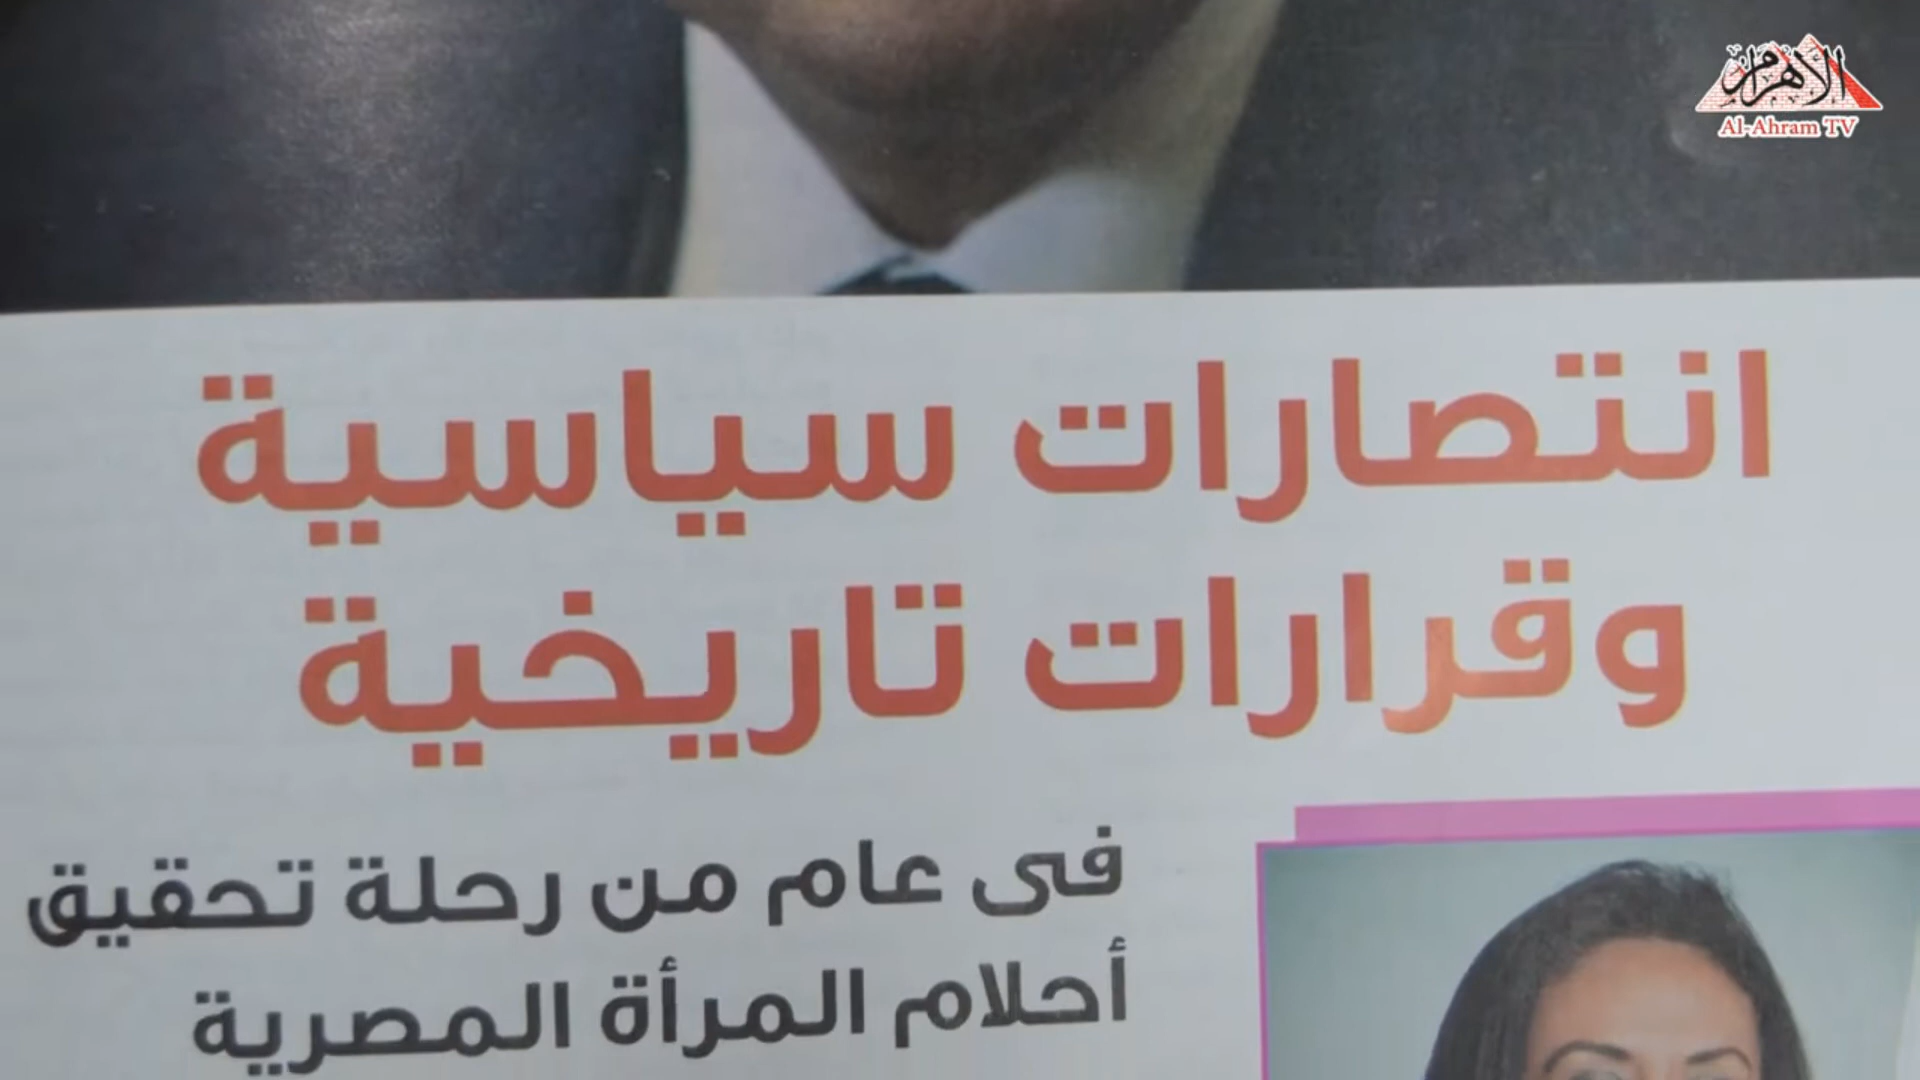 الأهرام
Al-Ahram TV
انتصارات سياسية
وقرارات تاريخية
فى عام من رحلة تحقيق
أحلام المرأة المصرية